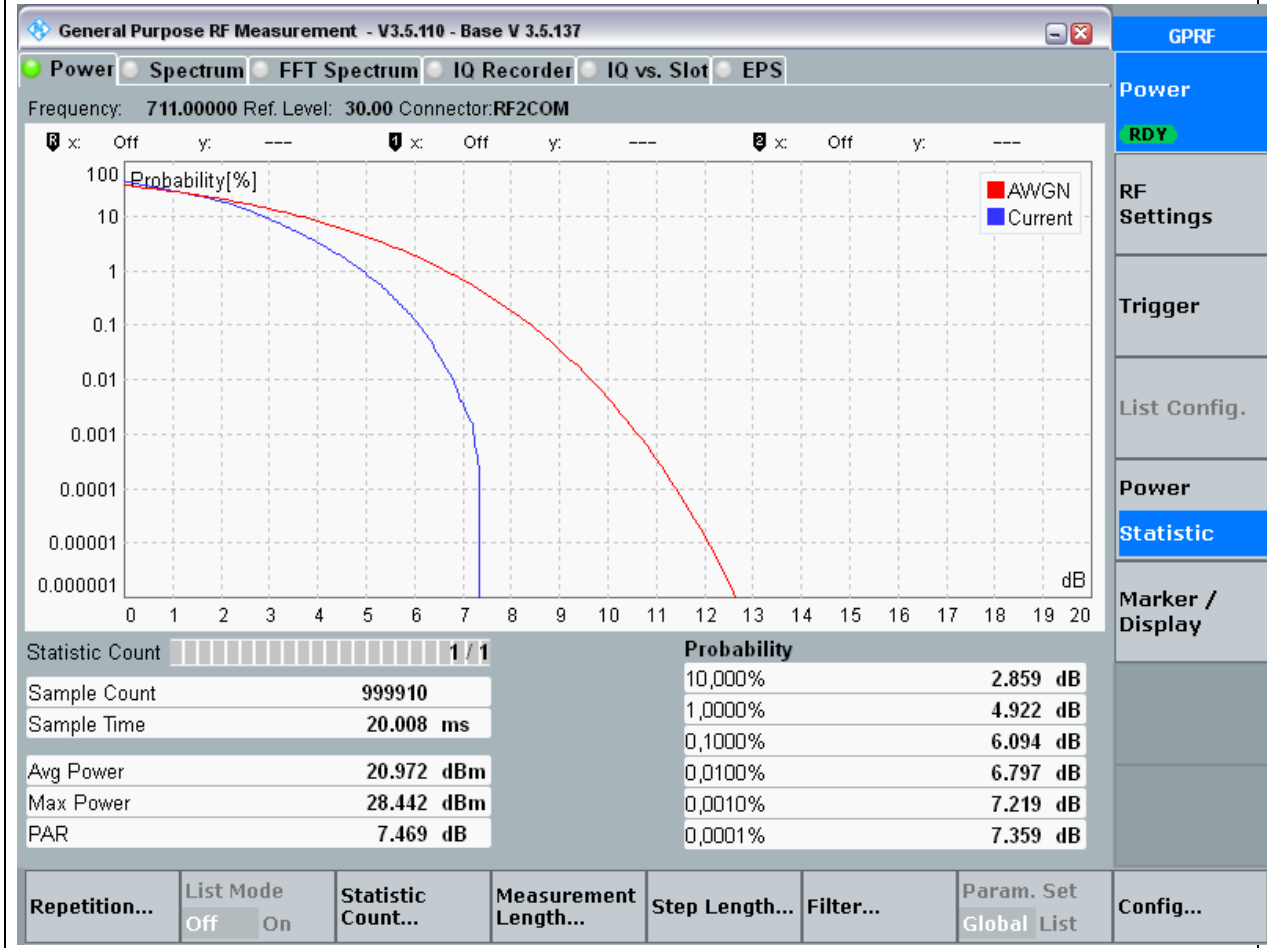 General Purpose RF Measurement - V3.5.110 - Base V 3.5.137
GPRF
Power Spectrum FFT Spectrum IQ Recorder IQ vs. Slot EPS
Frequency: 711.00000 Ref. Level: 30.00 Connector:RF2COM
R x: Off y: --- 1 x: Off y: --- 2 x: Off y: ---
Probability[%]
100
10
1
0.1
0.01
0.001
0.0001
0.00001
0.000001
AWGN
Current
dB
0 1 2 3 4 5 6 7 8 9 10 11 12 13 14 15 16 17 18 19 20
Statistic Count 1 / 1
Sample Count 999910
Sample Time 20.008 ms
Avg Power 20.972 dBm
Max Power 28.442 dBm
PAR 7.469 dB
Probability
10,000% 2.859 dB
1,0000% 4.922 dB
0,1000% 6.094 dB
0,0100% 6.797 dB
0,0010% 7.219 dB
0,0001% 7.359 dB
Power
RDY
RF
Settings
Trigger
List Config.
Power
Statistic
Marker /
Display
Repetition...
List Mode
Off On
Statistic
Count...
Measurement
Length...
Step Length...
Filter...
Param. Set
Global List
Config...